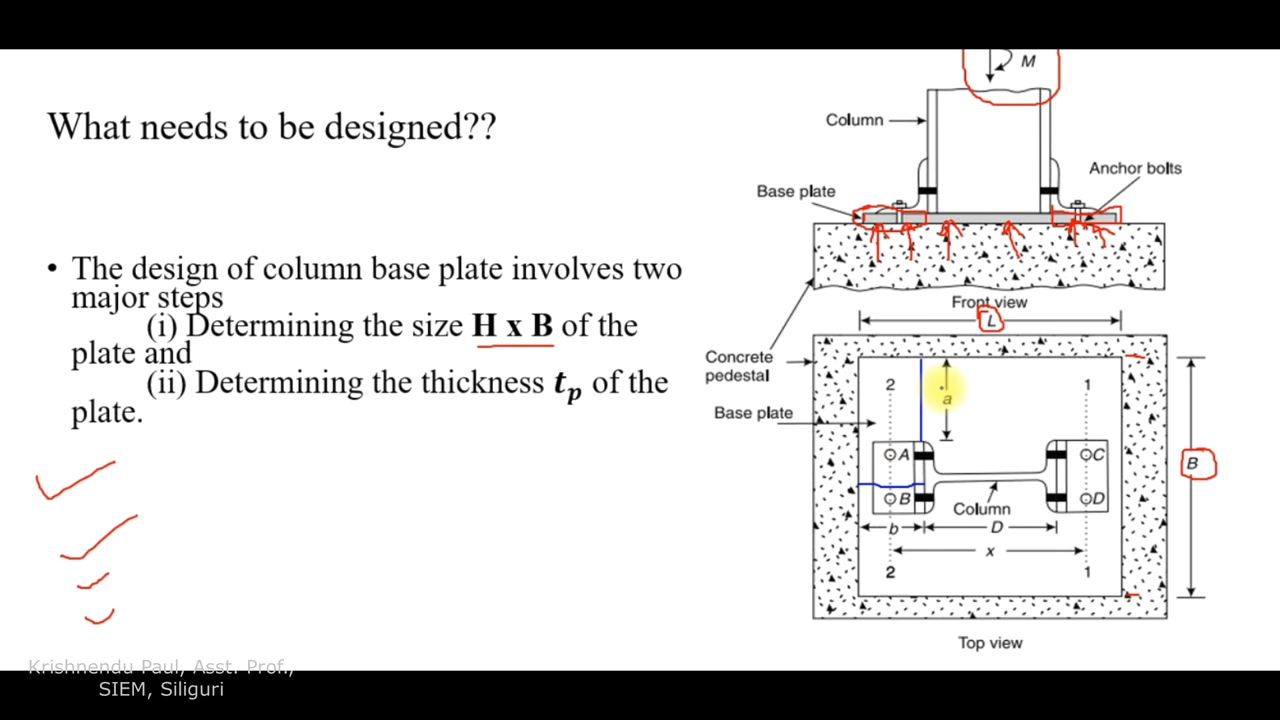 What needs to be designed??
• The design of column base plate involves two
major steps
(i) Determining the size H x B of the
plate and
(ii) Determining the thickness tp of the
plate.
M
Column
Anchor bolts
Base plate
Front view
L
Concrete
pedestal
2
a
1
Base plate
A
C
B
B
D
Column
b
D
x
2
1
Top view
Krishnendu Paul, Asst. Prof.,
SIEM, Siliguri